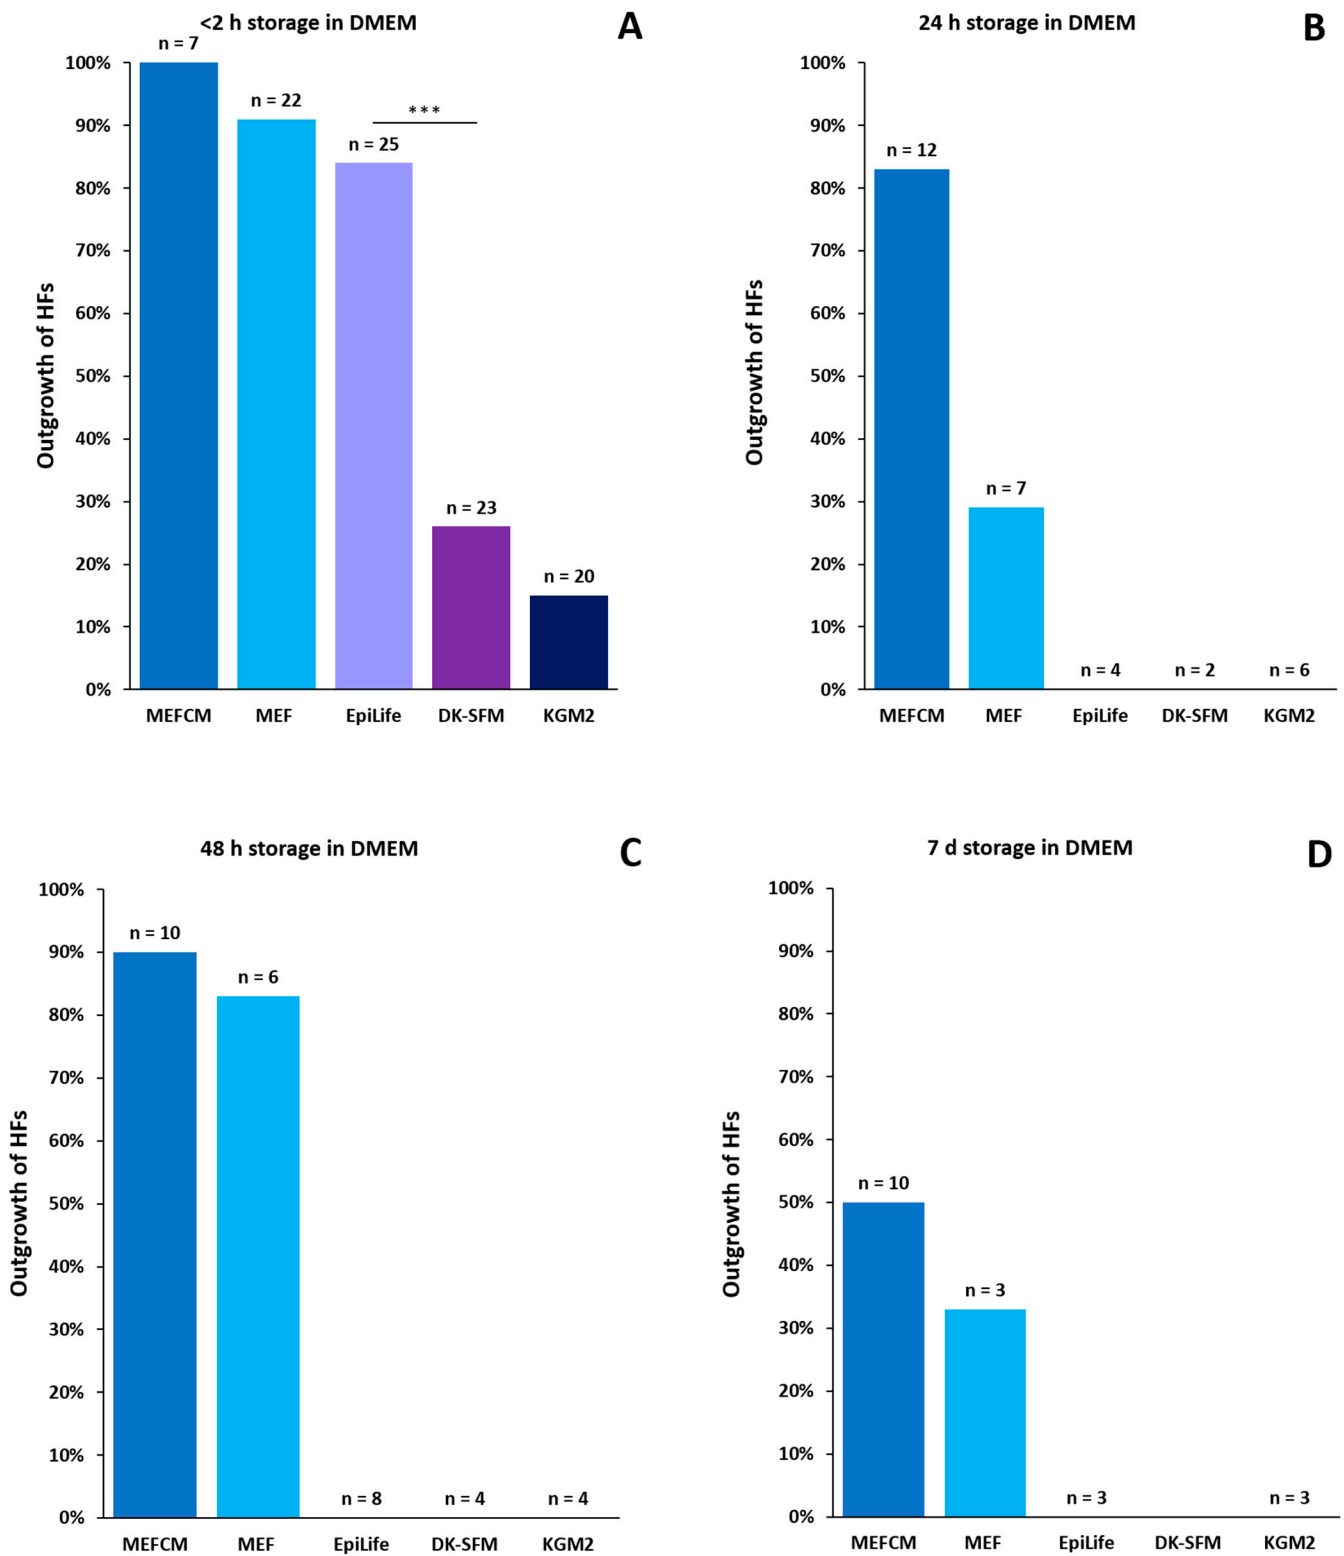 <2 h storage in DMEM
A
n = 7
100%
n = 22
90%
***
n = 25
80%
70%
60%
50%
40%
30%
n = 23
20%
n = 20
10%
0%
Outgrowth of HFs
MEFCM MEF EpiLife DK-SFM KGM2
24 h storage in DMEM
B
100%
90%
n = 12
80%
70%
60%
50%
40%
30%
n = 7
20%
10%
n = 4 n = 2 n = 6
0%
Outgrowth of HFs
MEFCM MEF EpiLife DK-SFM KGM2
48 h storage in DMEM
C
100%
n = 10
90%
n = 6
80%
70%
60%
50%
40%
30%
20%
10%
n = 8 n = 4 n = 4
0%
Outgrowth of HFs
MEFCM MEF EpiLife DK-SFM KGM2
7 d storage in DMEM
D
100%
90%
80%
70%
60%
n = 10
50%
40%
n = 3
30%
20%
10%
n = 3 n = 3
0%
Outgrowth of HFs
MEFCM MEF EpiLife DK-SFM KGM2